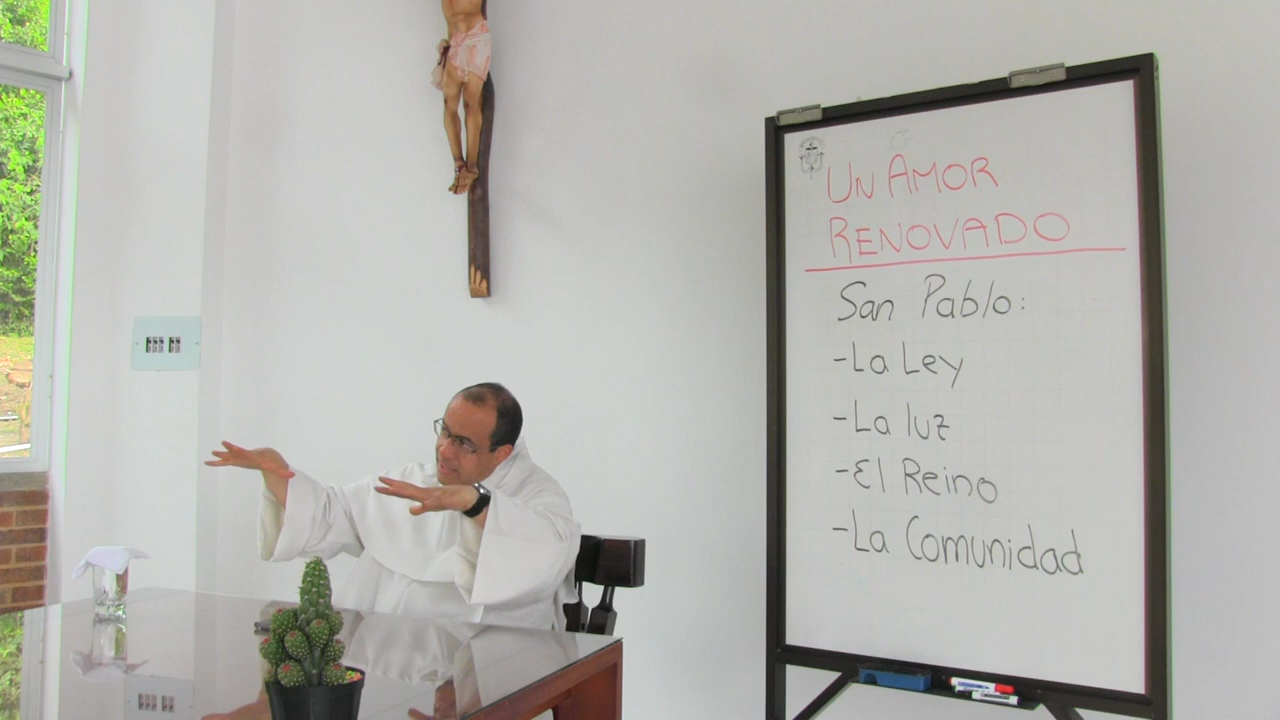 UN AMOR
RENOVADO
San Pablo:
-La Ley
-La luz
-El Reino
-La Comunidad